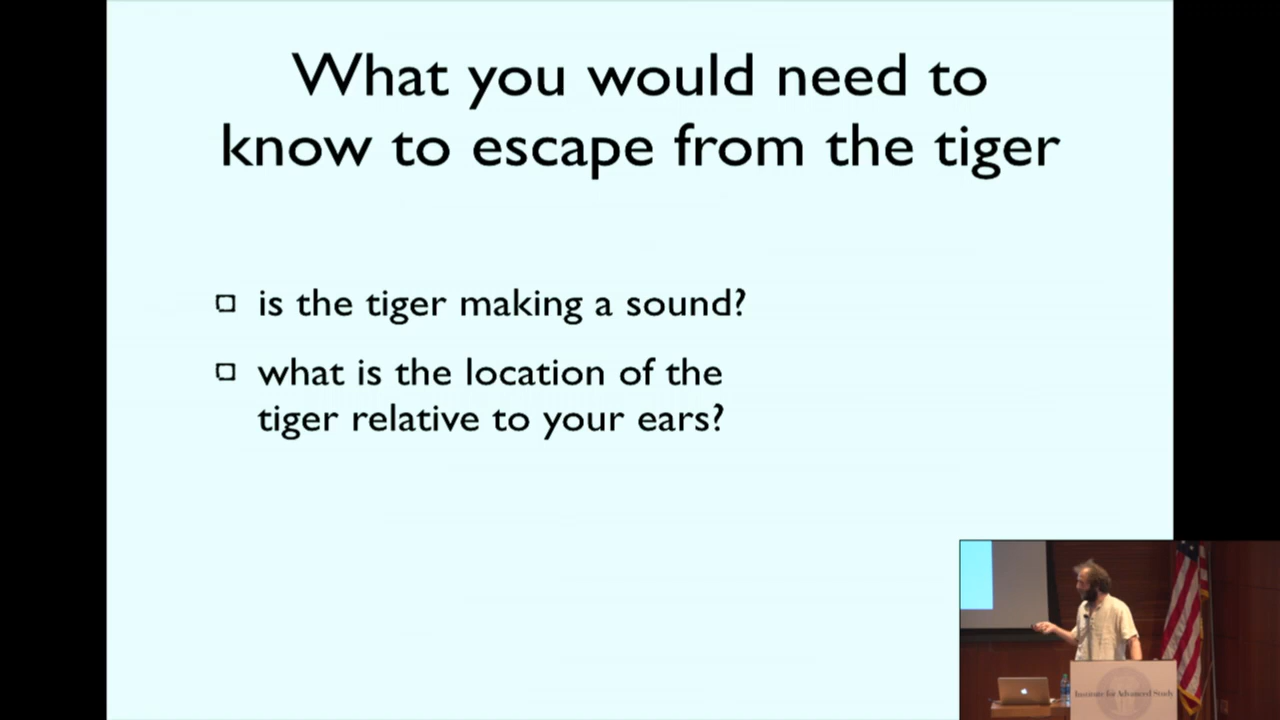 What you would need to
know to escape from the tiger
is the tiger making a sound?
what is the location of the
tiger relative to your ears?
Institute for Advanced Study